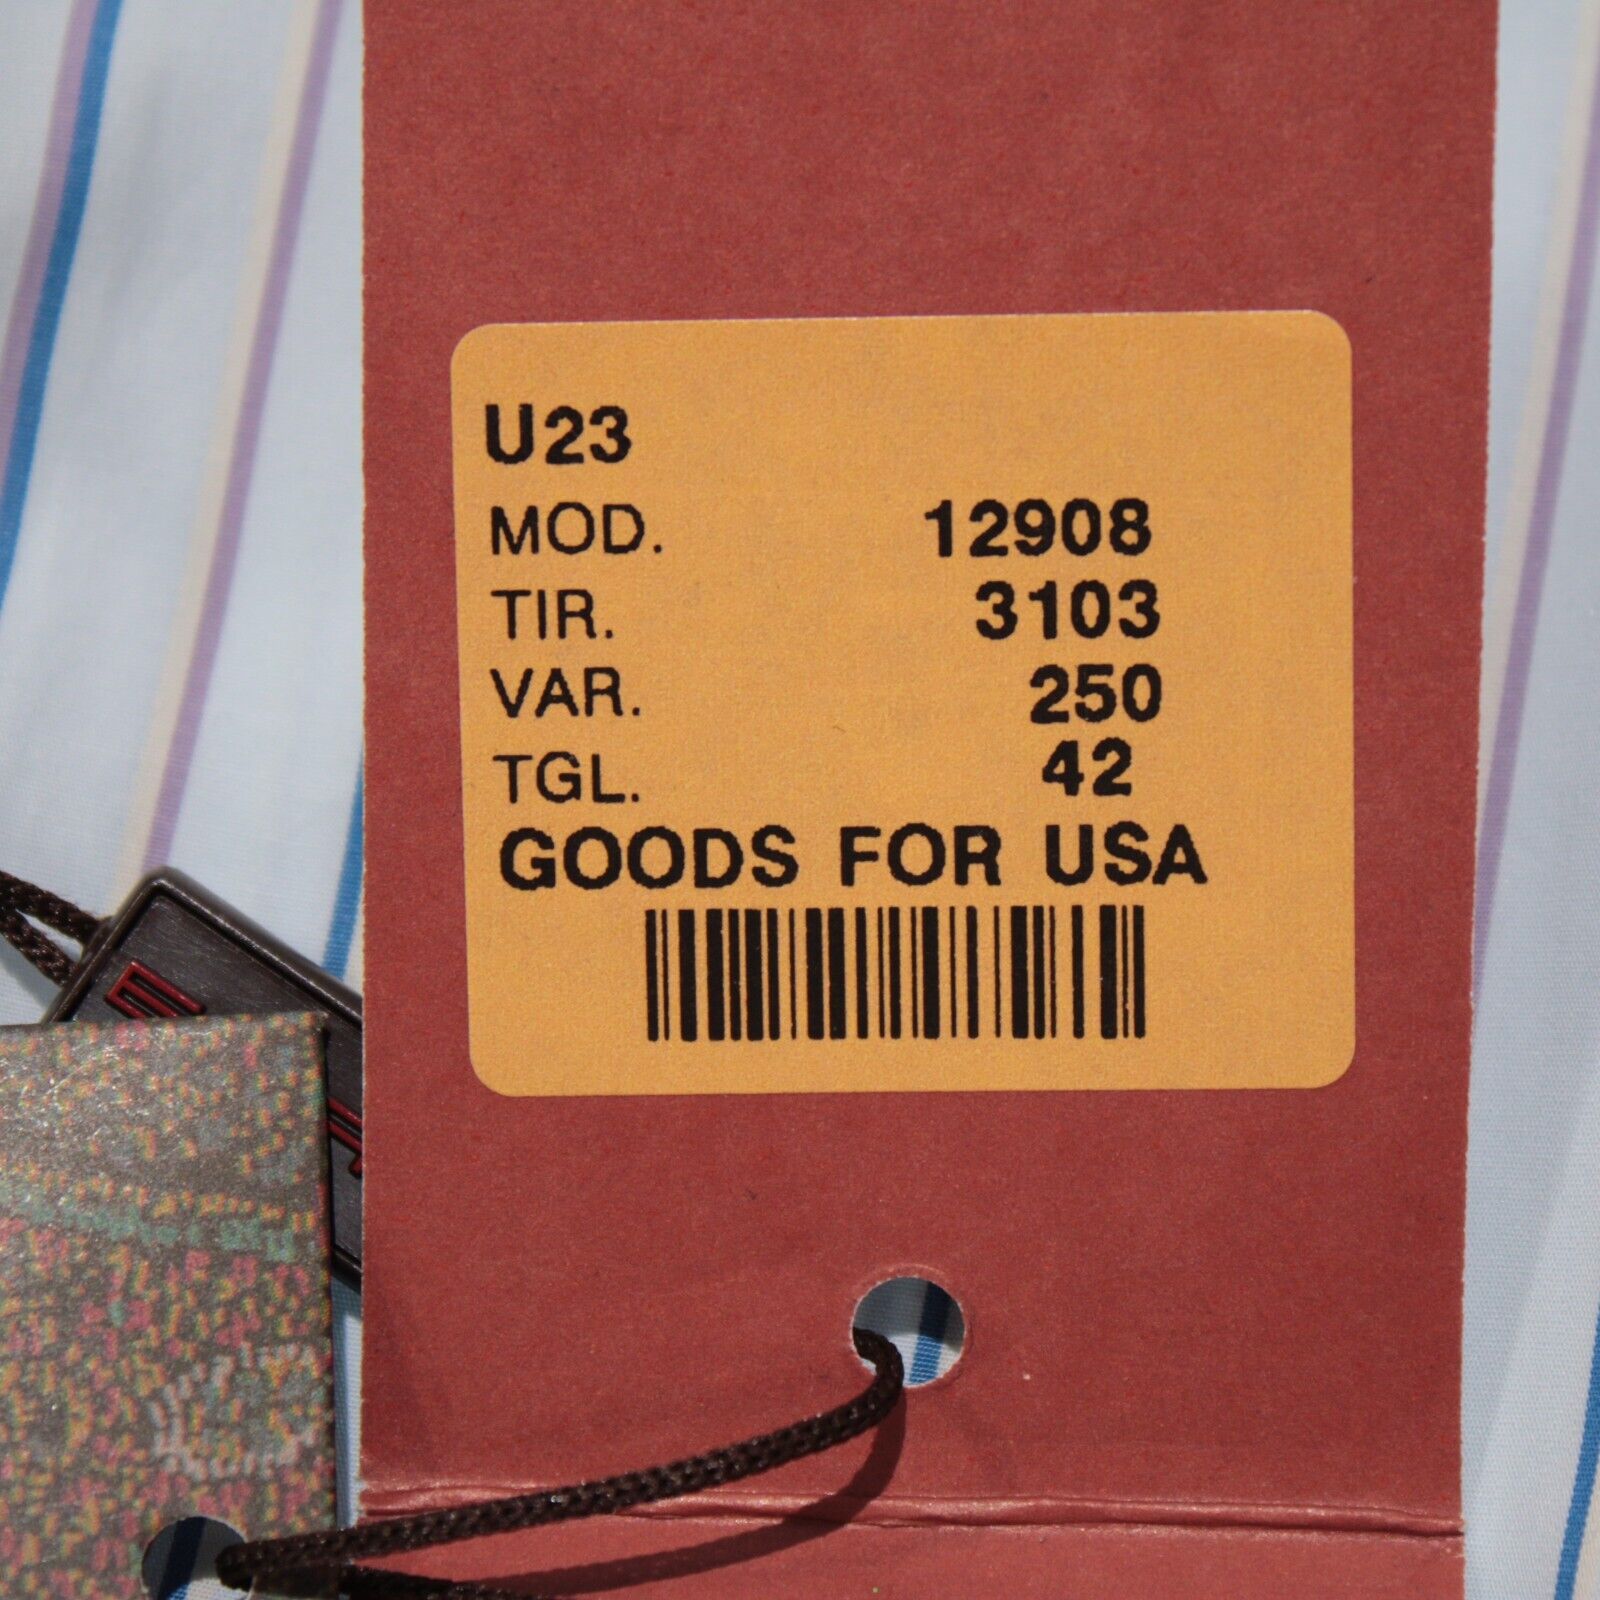 U23
MOD. 12908
TIR. 3103
VAR. 250
TGL. 42
GOODS FOR USA